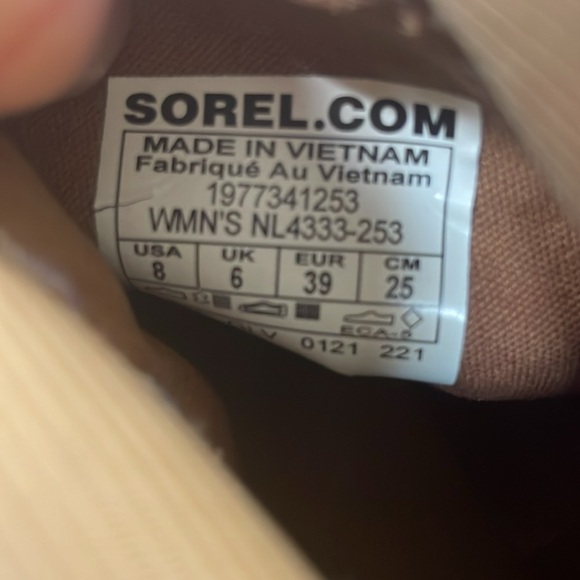 SOREL.COM
MADE IN VIETNAM
Fabriqué Au Vietnam
1977341253
WMN'S NL4333-253
USA UK EUR CM
8 6 39 25
0121 221